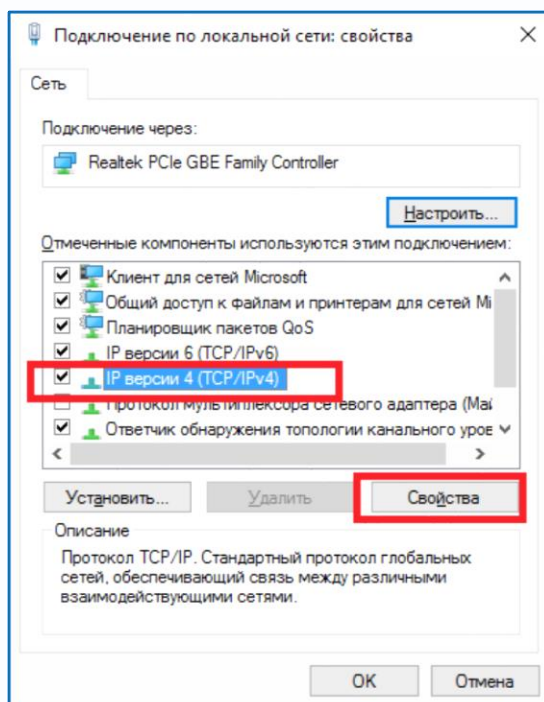 Подключение по локальной сети: свойства
Сеть
Подключение через:
Realtek PCIe GBE Family Controller
Настроить...
Отмеченные компоненты используются этим подключением:
Клиент для сетей Microsoft
Общий доступ к файлам и принтерам для сетей Mi
Планировщик пакетов QoS
IP версии 6 (TCP/IPv6)
IP версии 4 (TCP/IPv4)
Протокол мультиплексора сетевого адаптера (Май
Ответчик обнаружения топологии канального уров
Установить...
Удалить
Свойства
Описание
Протокол TCP/IP. Стандартный протокол глобальных
сетей, обеспечивающий связь между различными
взаимодействующими сетями.
OK
Отмена